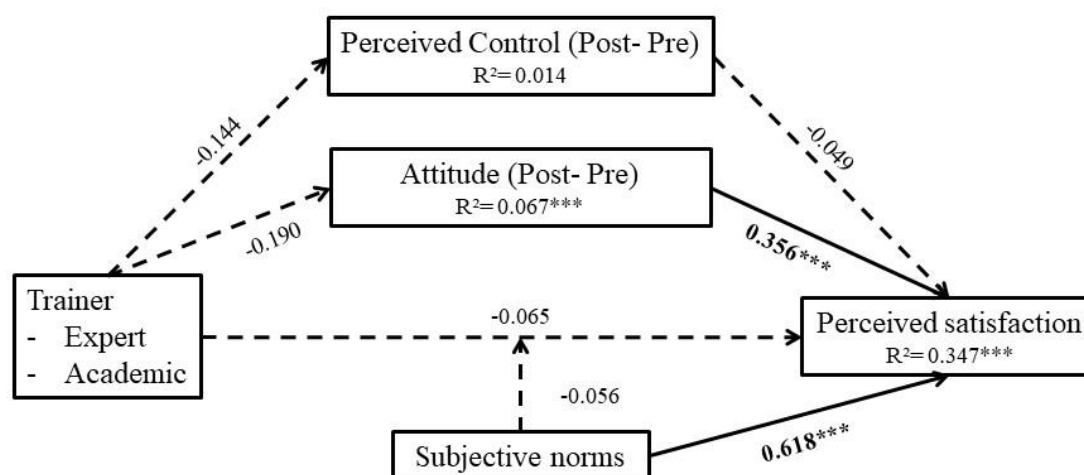 Perceived Control (Post- Pre)
R²= 0.014
-0.144
-0.049
Attitude (Post- Pre)
R²= 0.067***
-0.190
0.356***
Trainer
- Expert
- Academic
-0.065
Perceived satisfaction
R²= 0.347***
-0.056
0.618***
Subjective norms